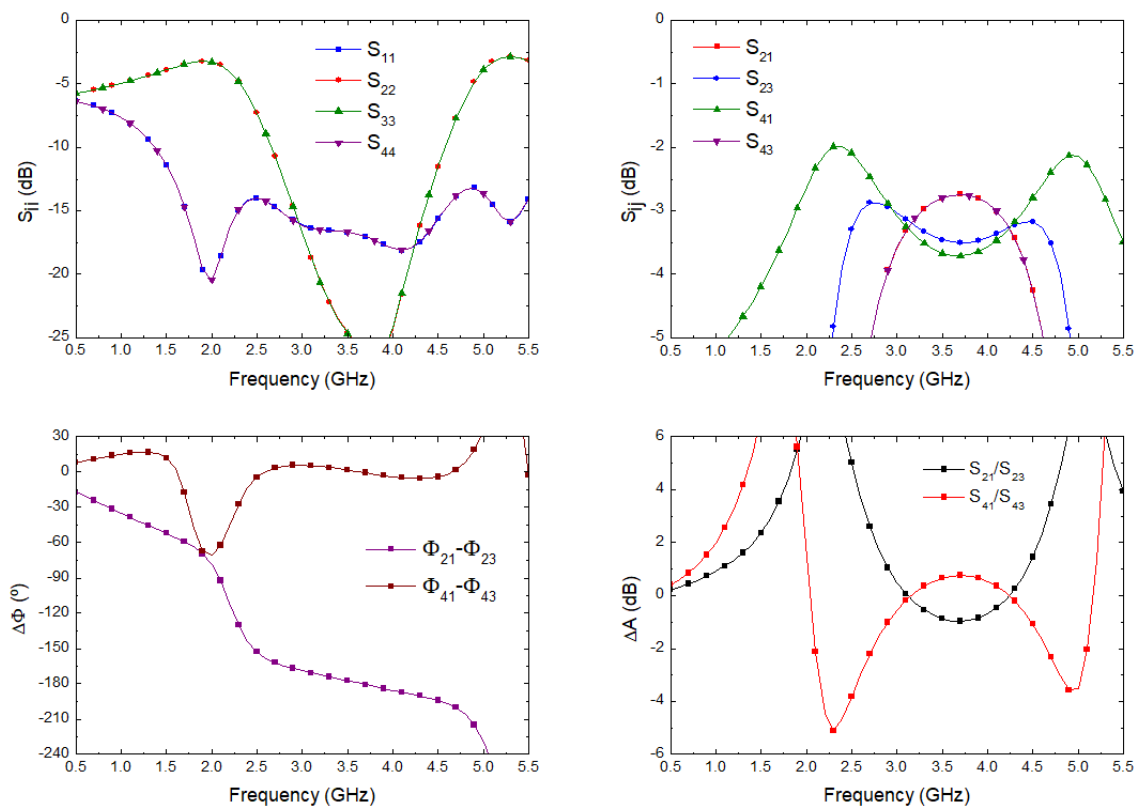 0
-5
-10
-15
-20
-25
S11
S22
S33
S44
Sii (dB)
0.5 1.0 1.5 2.0 2.5 3.0 3.5 4.0 4.5 5.0 5.5
Frequency (GHz)
0
-1
-2
-3
-4
-5
S21
S23
S41
S43
Sij (dB)
0.5 1.0 1.5 2.0 2.5 3.0 3.5 4.0 4.5 5.0 5.5
Frequency (GHz)
30
0
-30
-60
-90
-120
-150
-180
-210
-240
Φ21-Φ23
Φ41-Φ43
ΔΦ (º)
0.5 1.0 1.5 2.0 2.5 3.0 3.5 4.0 4.5 5.0 5.5
Frequency (GHz)
6
4
2
0
-2
-4
-6
S21/S23
S41/S43
ΔA (dB)
0.5 1.0 1.5 2.0 2.5 3.0 3.5 4.0 4.5 5.0 5.5
Frequency (GHz)